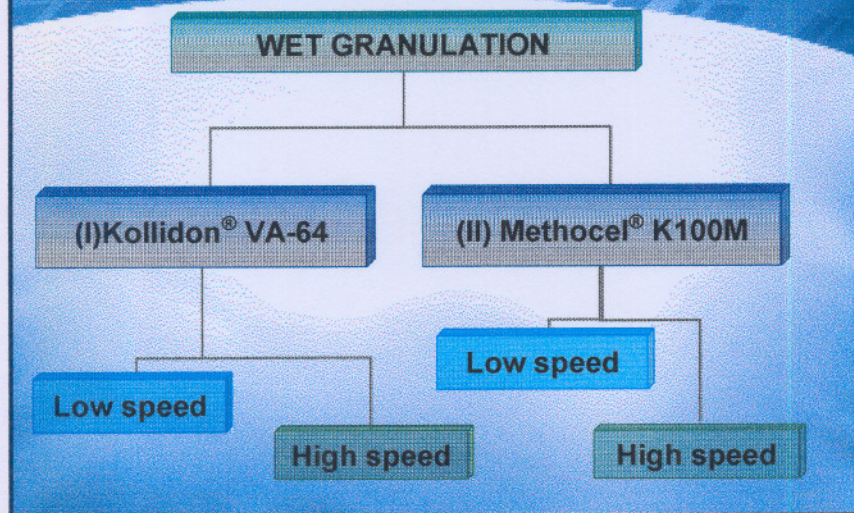 WET GRANULATION
(I)Kollidon® VA-64
(II) Methocel® K100M
Low speed
High speed
Low speed
High speed